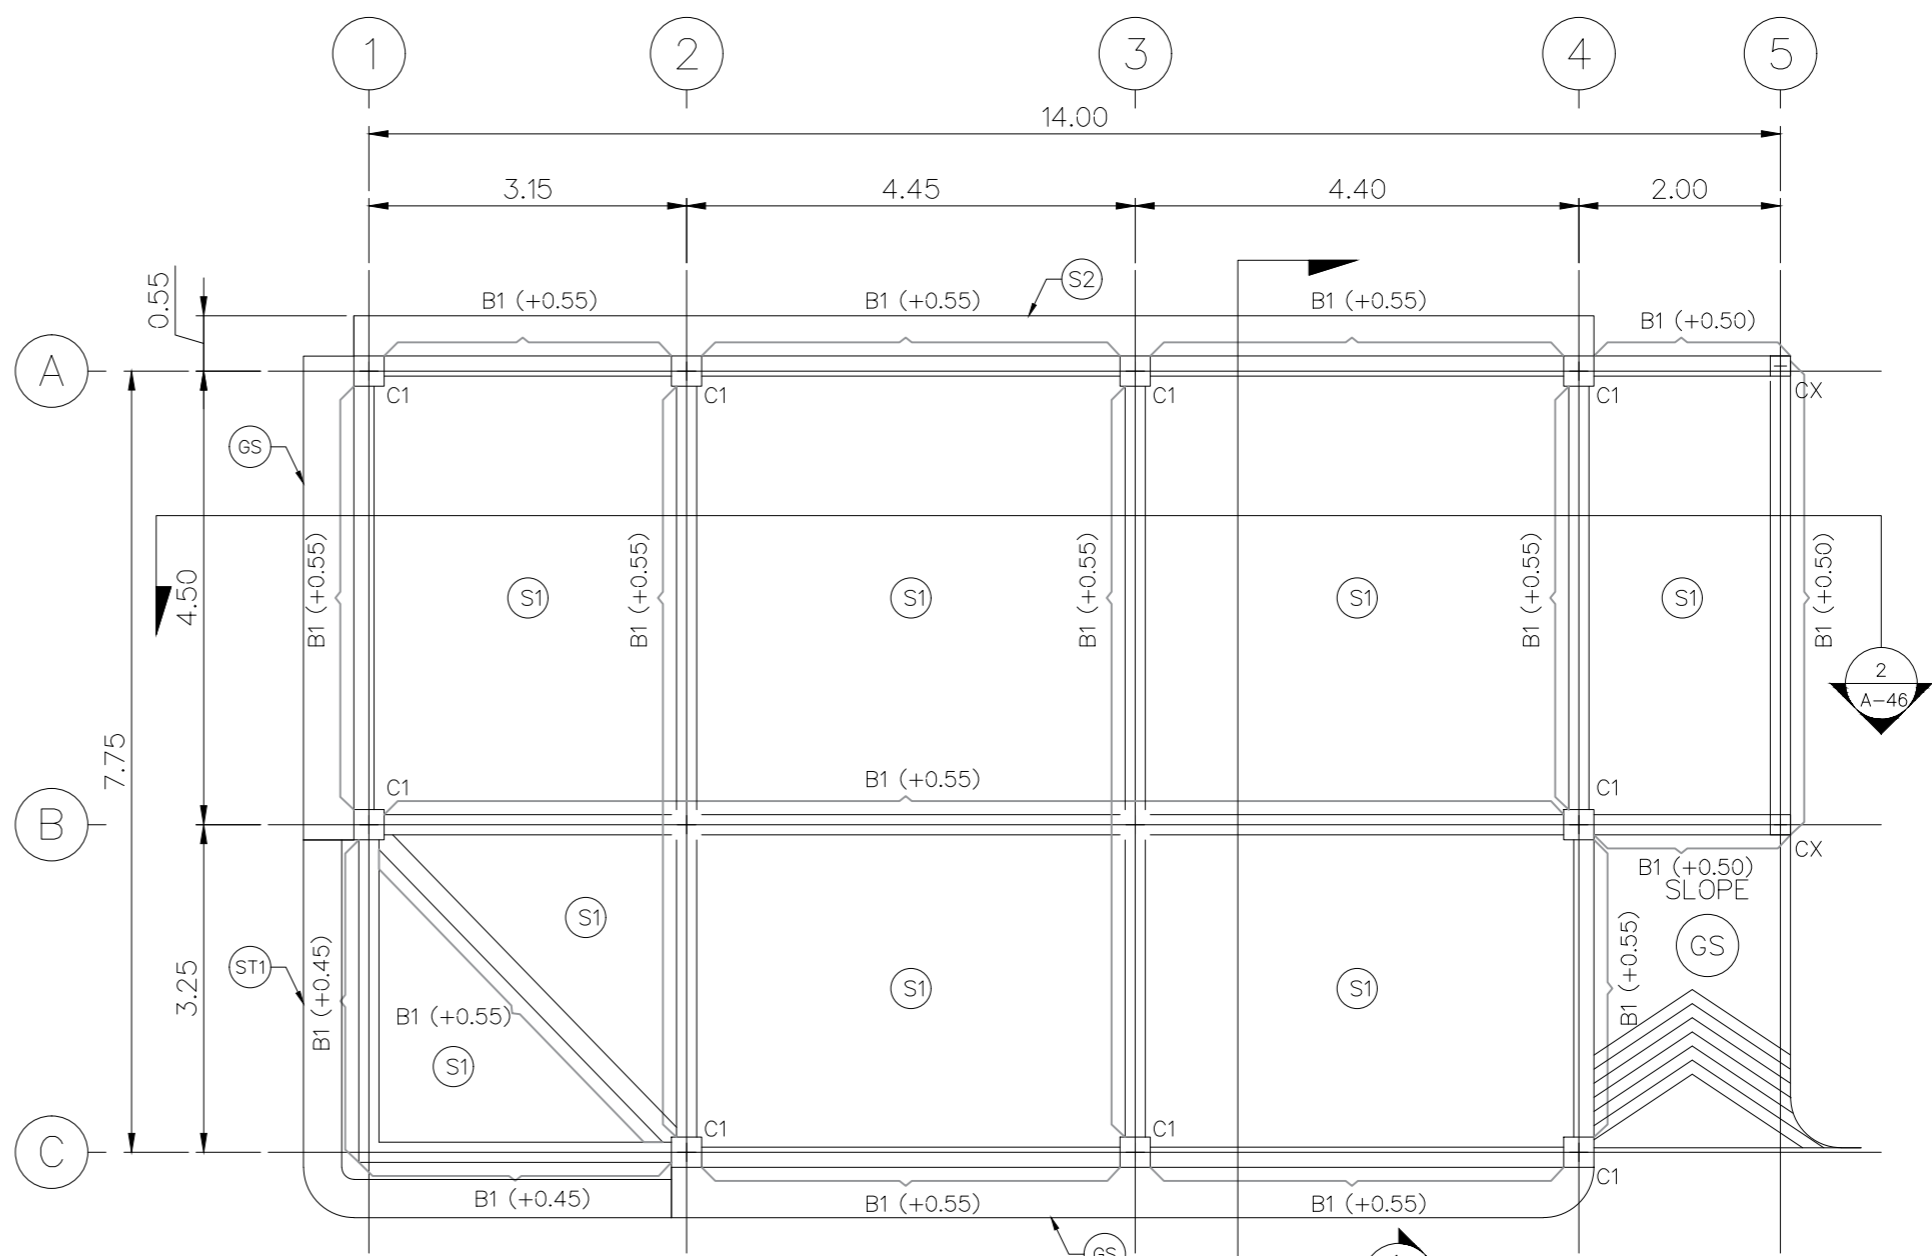 1
2
3
4
5
14.00
3.15
4.45
4.40
2.00
0.55
S2
B1 (+0.55)
B1 (+0.55)
B1 (+0.55)
B1 (+0.50)
A
C1
C1
C1
C1
CX
GS
B1 (+0.55)
B1 (+0.55)
B1 (+0.55)
B1 (+0.55)
B1 (+0.50)
4.50
S1
S1
S1
S1
2
A-46
7.75
C1
B1 (+0.55)
C1
B
CX
B1 (+0.50)
SLOPE
S1
GS
ST1
B1 (+0.45)
3.25
B1 (+0.55)
S1
S1
B1 (+0.55)
B1 (+0.55)
S1
C1
C1
C
C1
B1 (+0.45)
B1 (+0.55)
B1 (+0.55)
GS